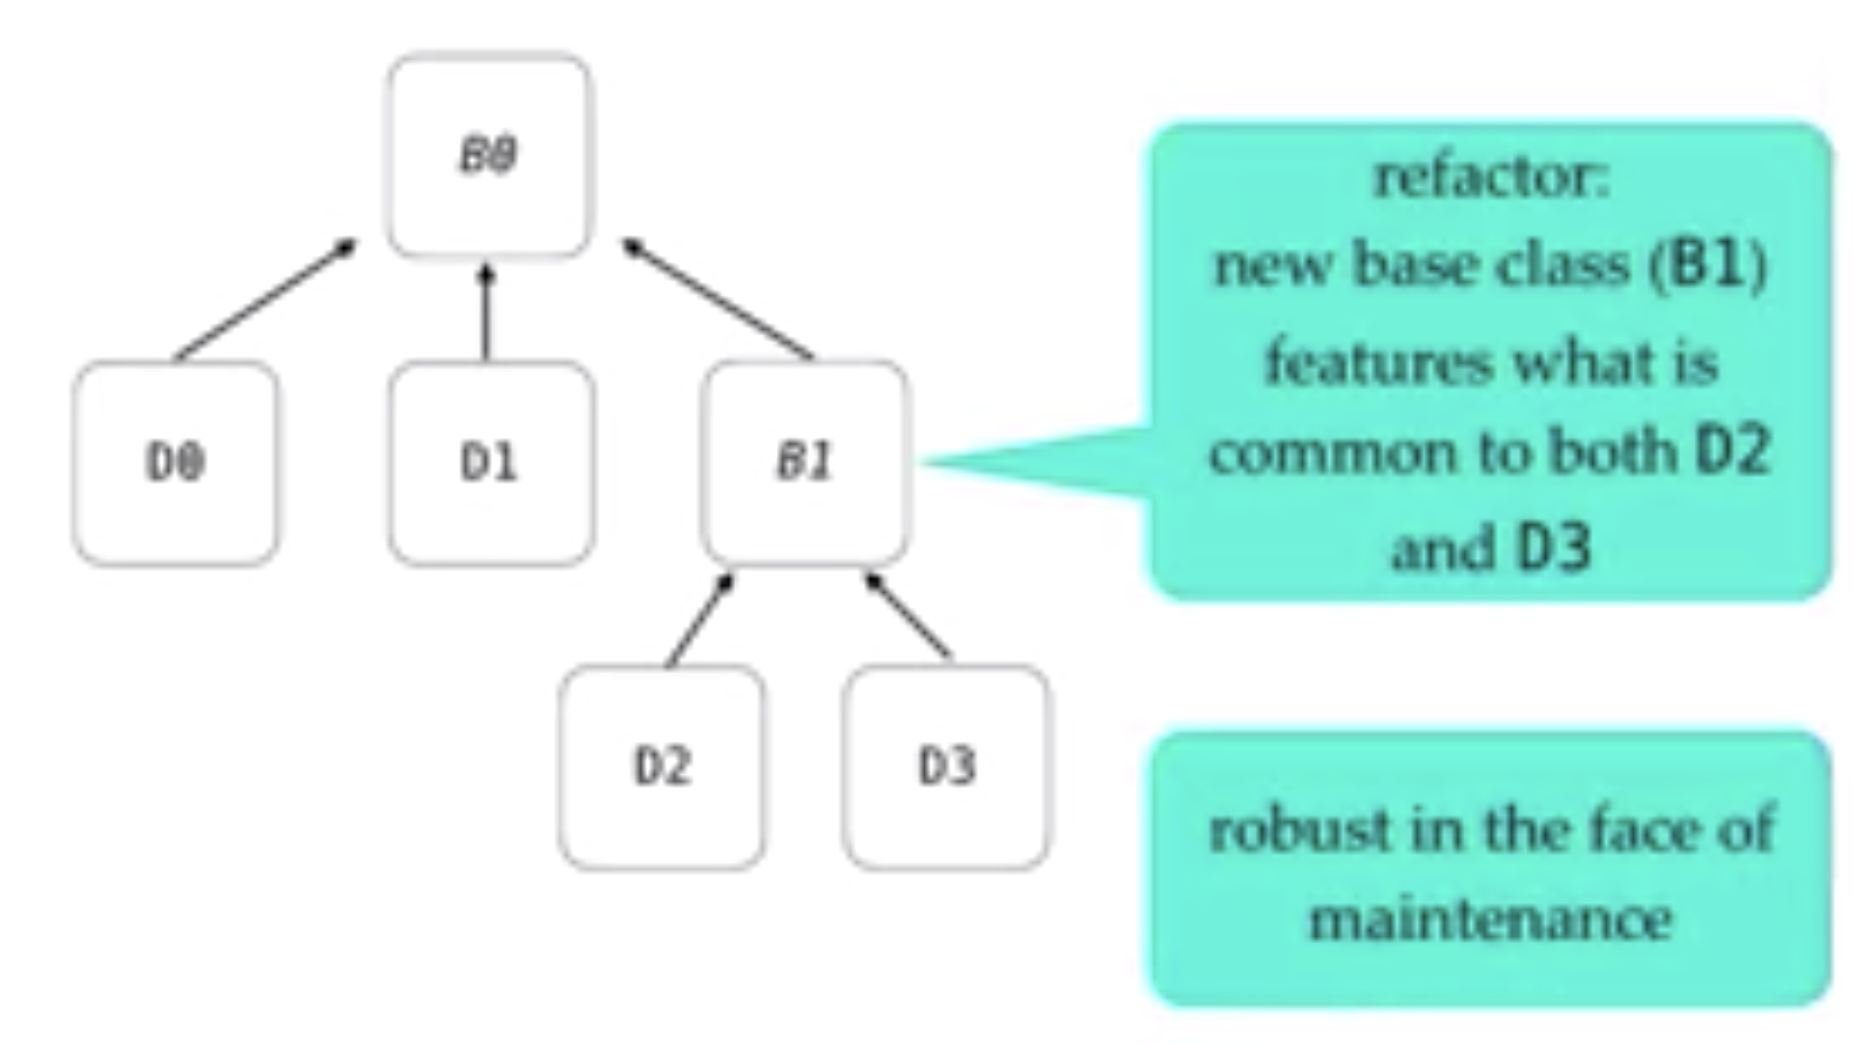 B0
D0
D1
B1
D2
D3
refactor:
new base class (B1)
features what is
common to both D2
and D3
robust in the face of
maintenance